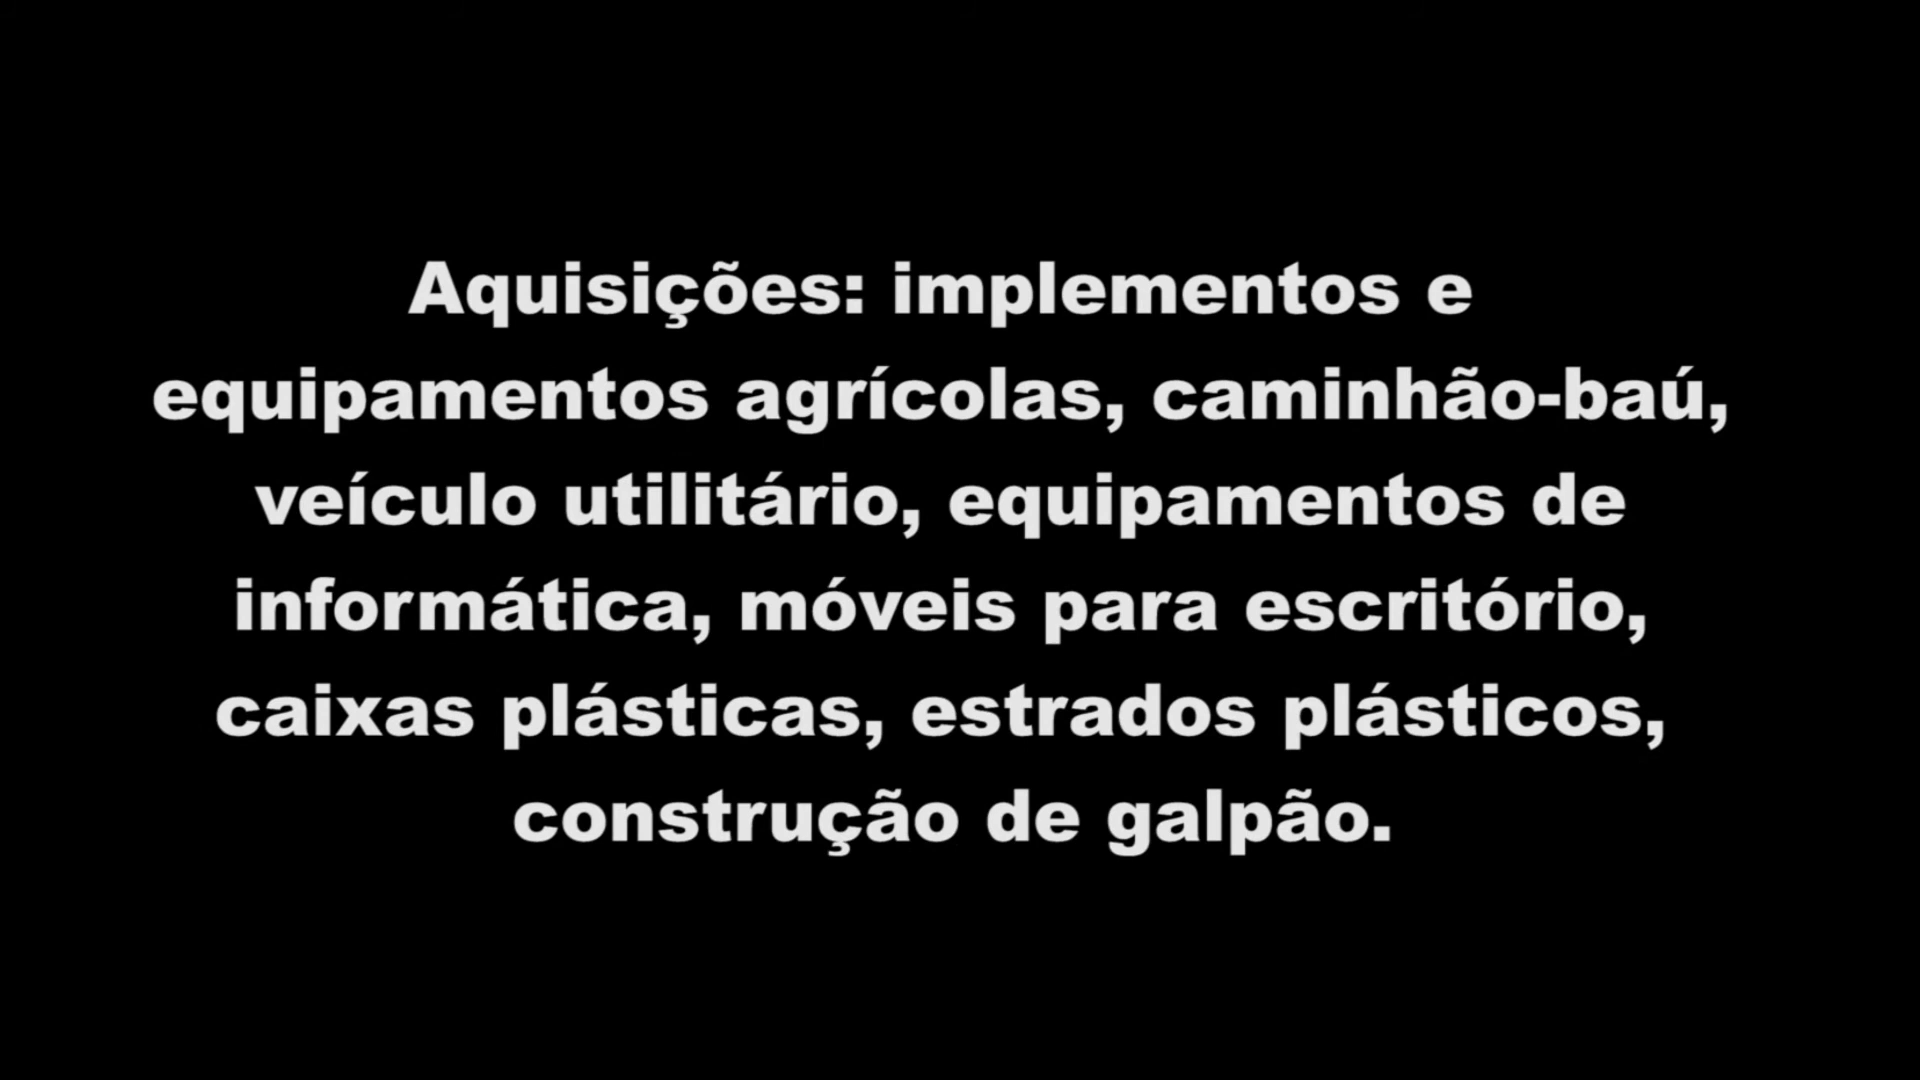 Aquisições: implementos e
equipamentos agrícolas, caminhão-baú,
veículo utilitário, equipamentos de
informática, móveis para escritório,
caixas plásticas, estrados plásticos,
construção de galpão.